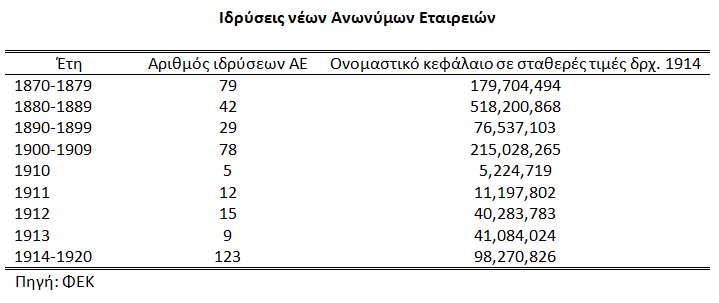 Ιδρύσεις νέων Ανωνύμων Εταιρειών
Έτη Αριθμός ιδρύσεων ΑΕ Ονομαστικό κεφάλαιο σε σταθερές τιμές δρχ. 1914
1870-1879 79 179,704,494
1880-1889 42 518,200,868
1890-1899 29 76,537,103
1900-1909 78 215,028,265
1910 5 5,224,719
1911 12 11,197,802
1912 15 40,283,783
1913 9 41,084,024
1914-1920 123 98,270,826
Πηγή: ΦΕΚ